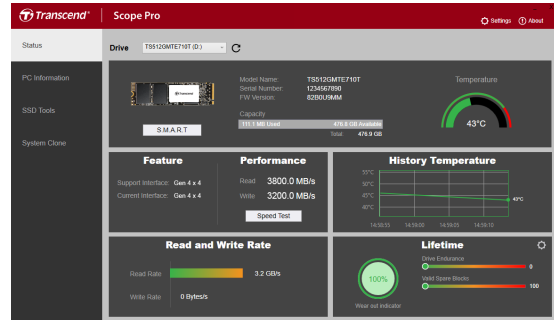 Transcend® Scope Pro
Settings About
Status
Drive TS512GMTE710T (D:)
PC Information
SSD Tools
System Clone
Model Name: TS512GMTE710T
Serial Number: 1234567890
FW Version: 82B0U9MM
Capacity
111.1 MB Used 476.8 GB Available
Total: 476.9 GB
Transcend
S.M.A.R.T
Temperature
43°C
Feature
Support Interface: Gen 4 x 4
Current Interface: Gen 4 x 4
Performance
Read 3800.0 MB/s
Write 3200.0 MB/s
Speed Test
History Temperature
55°C
50°C
45°C
40°C
43°C
14:58:55 14:59:00 14:59:05 14:59:10
Read and Write Rate
Read Rate 3.2 GB/s
Write Rate 0 Bytes/s
Lifetime
100%
Wear out indicator
Drive Endurance
0
Valid Spare Blocks
100